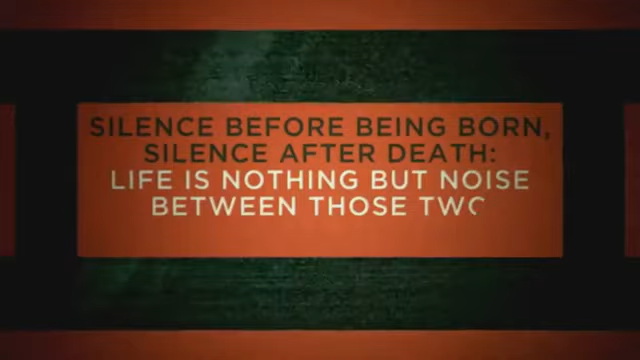 SILENCE BEFORE BEING BORN,
SILENCE AFTER DEATH:
LIFE IS NOTHING BUT NOISE
BETWEEN THOSE TWO